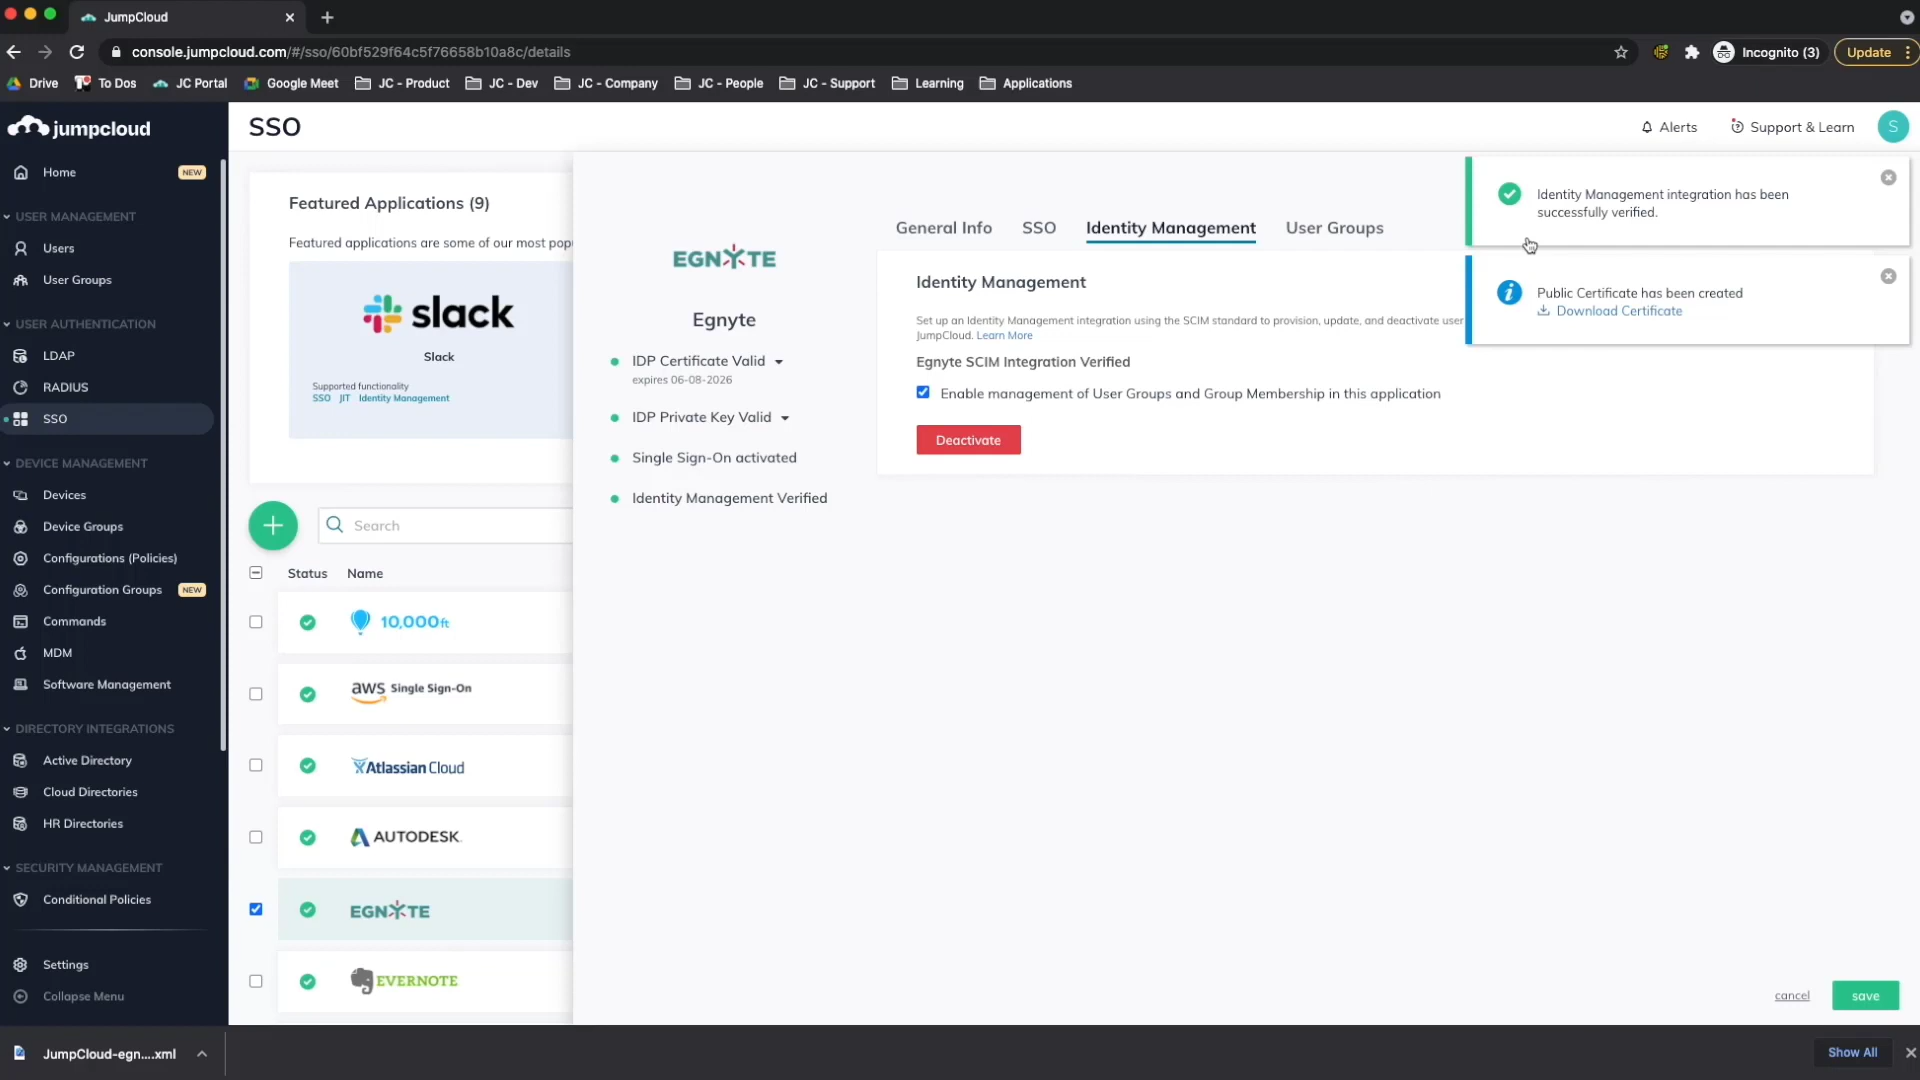 JumpCloud
console.jumpcloud.com/#/sso/60bf529f64c5f76658b10a8c/details
Incognito (3)
Update
Drive
To Dos
JC Portal
Google Meet
JC - Product
JC - Dev
JC - Company
JC - People
JC - Support
Learning
Applications
jumpcloud
Home
NEW
USER MANAGEMENT
Users
User Groups
USER AUTHENTICATION
LDAP
RADIUS
SSO
DEVICE MANAGEMENT
Devices
Device Groups
Configurations (Policies)
Configuration Groups
NEW
Commands
MDM
Software Management
DIRECTORY INTEGRATIONS
Active Directory
Cloud Directories
HR Directories
SECURITY MANAGEMENT
Conditional Policies
Settings
Collapse Menu
SSO
Alerts
Support & Learn
S
Featured Applications (9)
Featured applications are some of our most pop
slack
Slack
Supported functionality
SSO JIT Identity Management
Search
Status Name
10,000ft
aws Single Sign-On
Atlassian Cloud
AUTODESK.
EGNYTE
EVERNOTE
EGNYTE
Egnyte
IDP Certificate Valid
expires 06-08-2026
IDP Private Key Valid
Single Sign-On activated
Identity Management Verified
General Info
SSO
Identity Management
User Groups
Identity Management
Set up an Identity Management integration using the SCIM standard to provision, update, and deactivate user
JumpCloud. Learn More
Egnyte SCIM Integration Verified
Enable management of User Groups and Group Membership in this application
Deactivate
Identity Management integration has been
successfully verified.
Public Certificate has been created
Download Certificate
cancel
save
JumpCloud-egn....xml
Show All